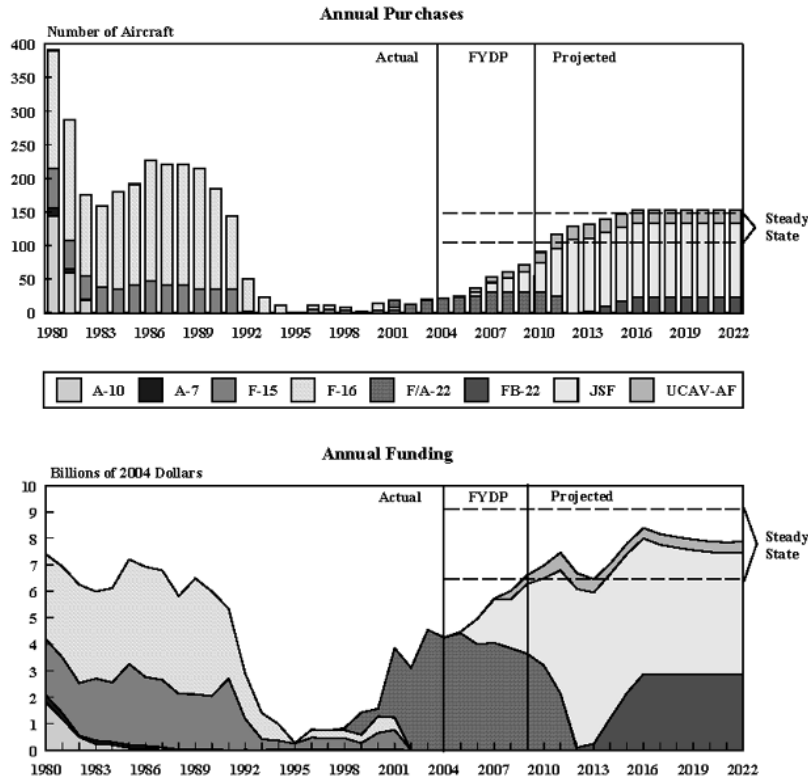 Annual Purchases
Number of Aircraft
400
350
300
250
200
150
100
50
0
Actual
FYDP
Projected
Steady
State
1980 1983 1986 1989 1992 1995 1998 2001 2004 2007 2010 2013 2016 2019 2022
A-10 A-7 F-15 F-16 F/A-22 FB-22 JSF UCAV-AF
Annual Funding
Billions of 2004 Dollars
10
9
8
7
6
5
4
3
2
1
0
Actual
FYDP
Projected
Steady
State
1980 1983 1986 1989 1992 1995 1998 2001 2004 2007 2010 2013 2016 2019 2022